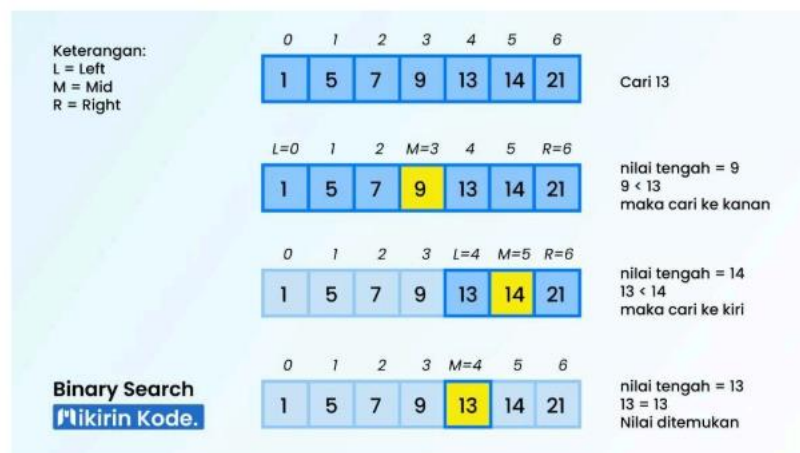 Keterangan:
L = Left
M = Mid
R = Right
0 1 2 3 4 5 6
1 5 7 9 13 14 21
Cari 13
L=0 1 2 M=3 4 5 R=6
1 5 7 9 13 14 21
nilai tengah = 9
9 < 13
maka cari ke kanan
0 1 2 3 L=4 M=5 R=6
1 5 7 9 13 14 21
nilai tengah = 14
13 < 14
maka cari ke kiri
0 1 2 3 M=4 5 6
1 5 7 9 13 14 21
nilai tengah = 13
13 = 13
Nilai ditemukan
Binary Search
Mikirin Kode.